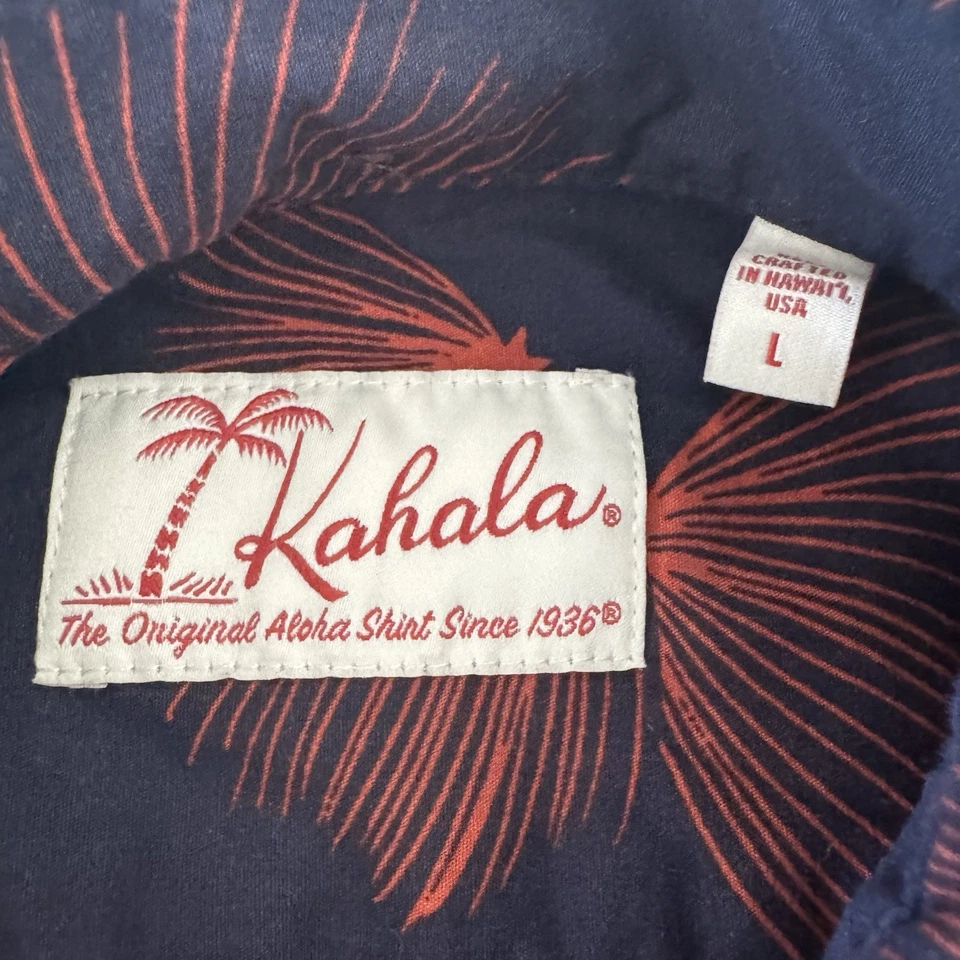 Kahala®
The Original Aloha Shirt Since 1936®
CRAFTED
IN HAWAI'I,
USA
L